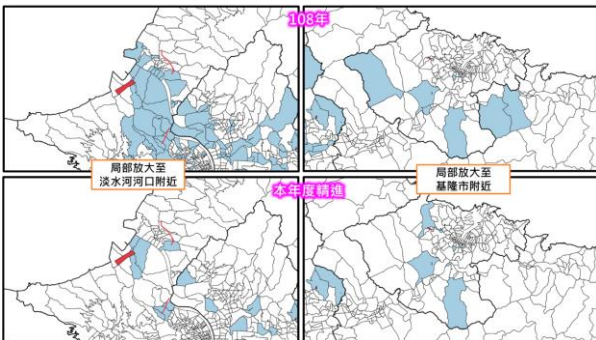 108年
局部放大至
淡水河河口附近
局部放大至
基隆市附近
本年度精進